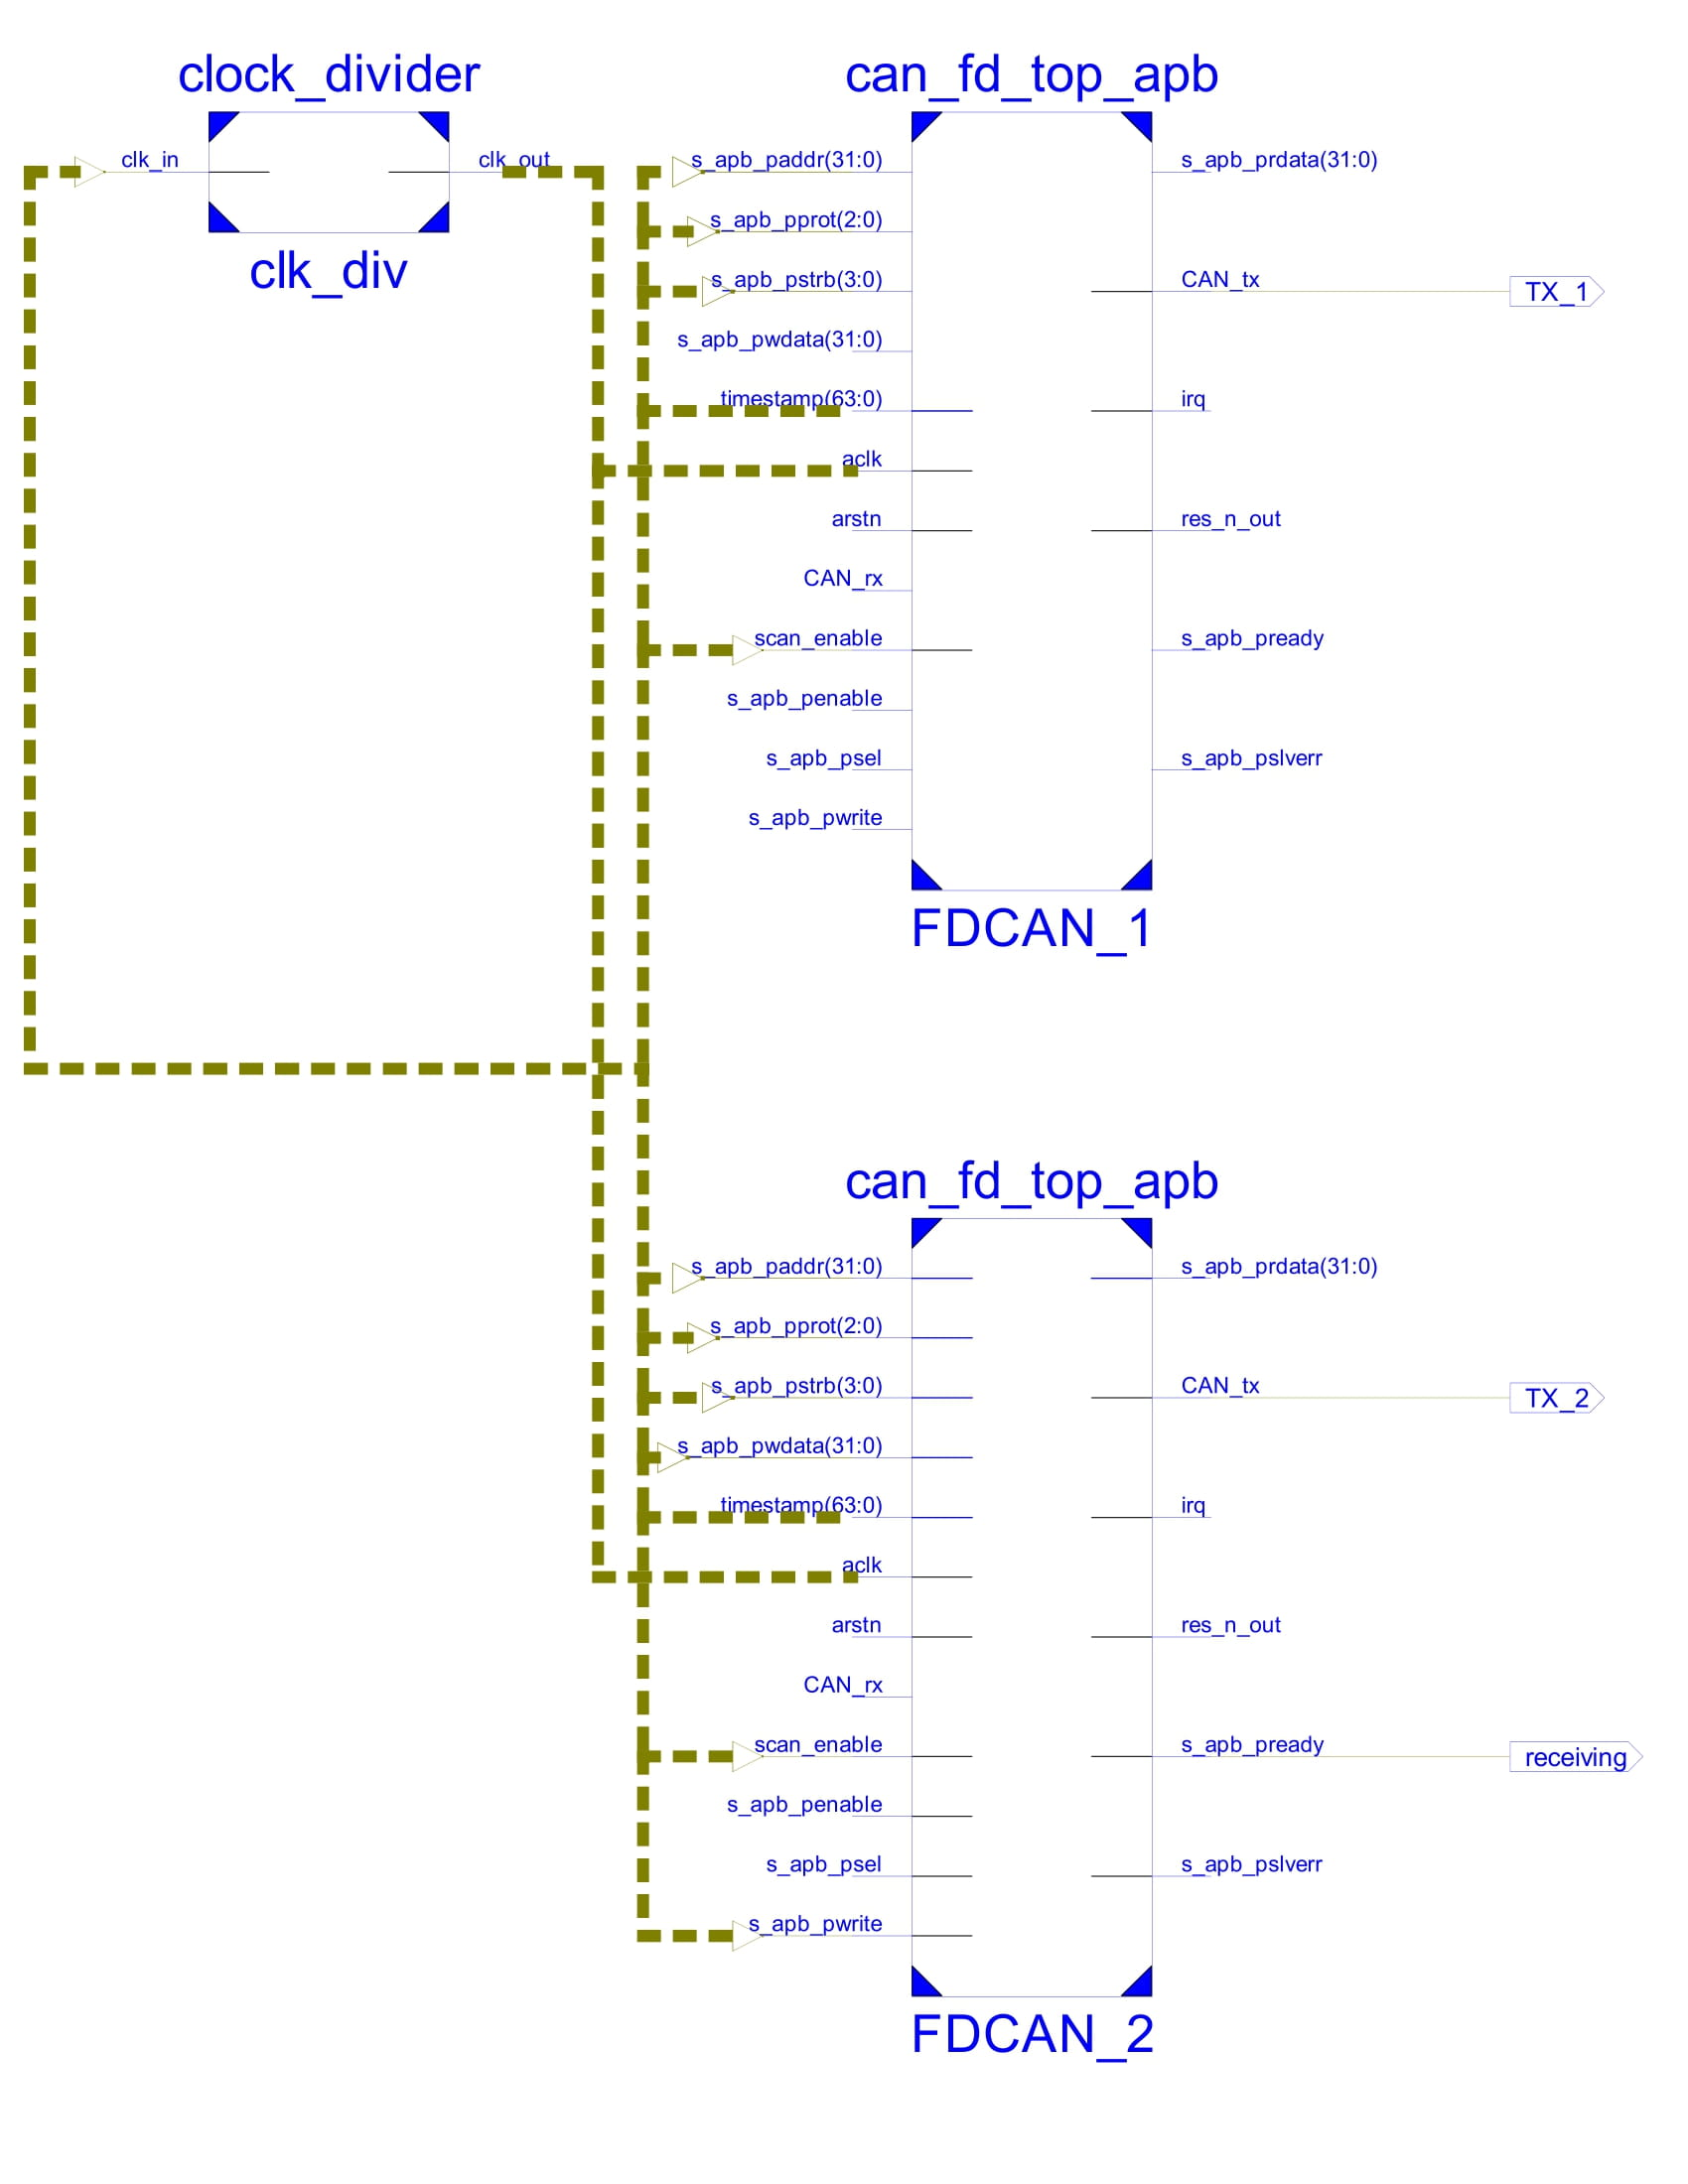 clock_divider
clk_in
clk_out
clk_div
can_fd_top_apb
s_apb_paddr(31:0)
s_apb_prdata(31:0)
s_apb_pprot(2:0)
s_apb_pstrb(3:0)
CAN_tx
TX_1
s_apb_pwdata(31:0)
timestamp(63:0)
irq
aclk
arstn
res_n_out
CAN_rx
scan_enable
s_apb_pready
s_apb_penable
s_apb_psel
s_apb_pslverr
s_apb_pwrite
FDCAN_1
can_fd_top_apb
s_apb_paddr(31:0)
s_apb_prdata(31:0)
s_apb_pprot(2:0)
s_apb_pstrb(3:0)
CAN_tx
TX_2
s_apb_pwdata(31:0)
timestamp(63:0)
irq
aclk
arstn
res_n_out
CAN_rx
scan_enable
s_apb_pready
receiving
s_apb_penable
s_apb_psel
s_apb_pslverr
s_apb_pwrite
FDCAN_2